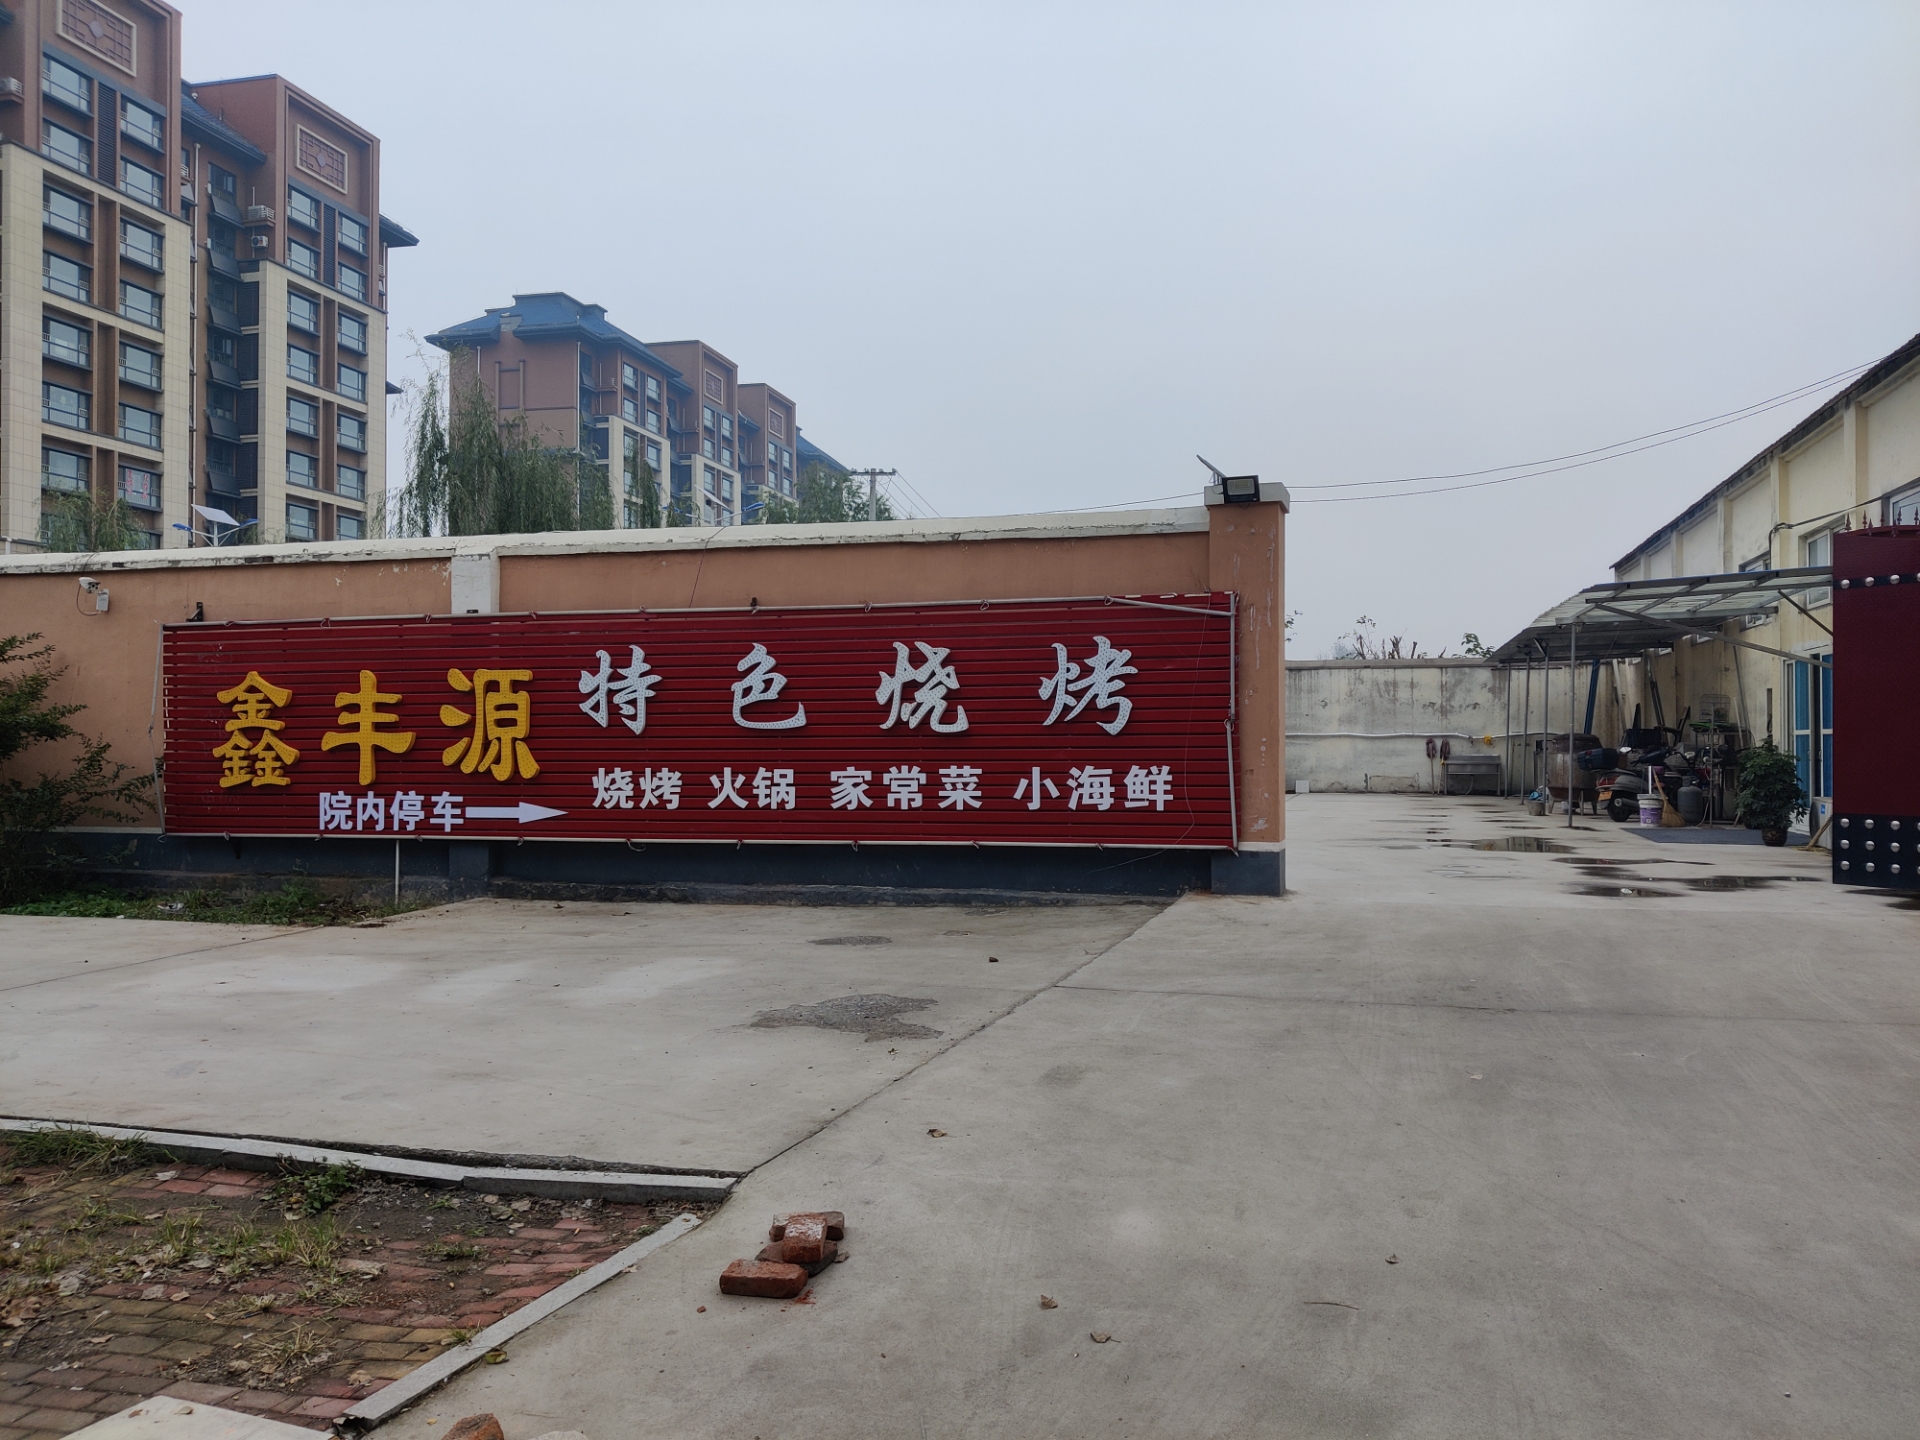 鑫丰源 特色烧烤
院内停车 烧烤 火锅 家常菜 小海鲜